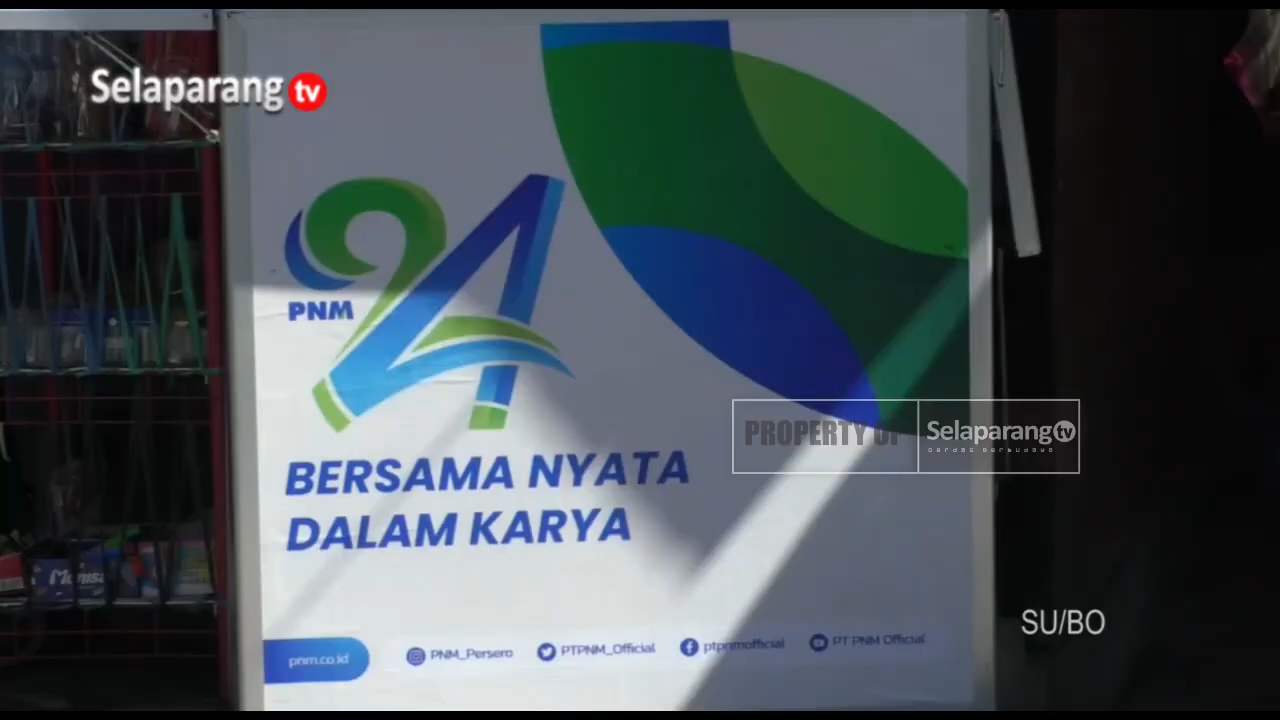 Selaparang tv
24
PNM
PROPERTY OF
Selaparang tv
BERSAMA NYATA
DALAM KARYA
SU/BO
pnm.co.id
PNM_Persero
PTPNM_Official
ptpnmofficial
PT PNM Official